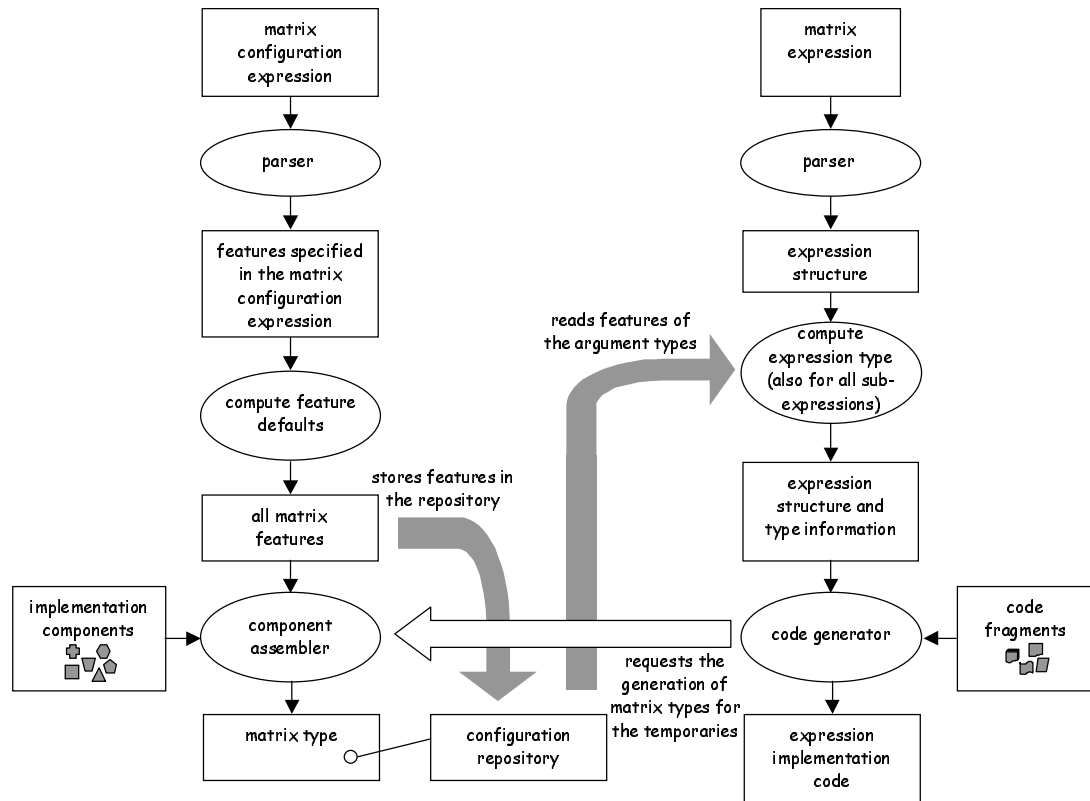 matrix
configuration
expression
parser
features specified
in the matrix
configuration
expression
compute feature
defaults
stores features in
the repository
all matrix
features
implementation
components
component
assembler
matrix type
configuration
repository
reads features of
the argument types
requests the
generation of
matrix types for
the temporaries
matrix
expression
parser
expression
structure
compute
expression type
(also for all sub-
expressions)
expression
structure and
type information
code generator
code
fragments
expression
implementation
code